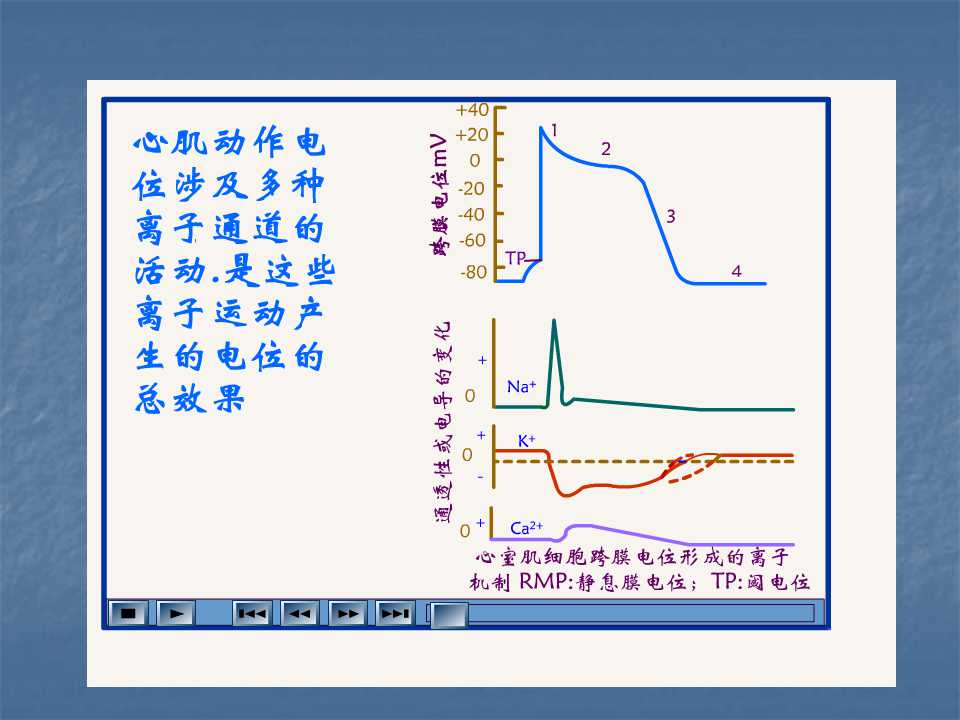 心肌动作电
位涉及多种
离子通道的
活动.是这些
离子运动产
生的电位的
总效果
跨膜电位mV
+40
+20
0
-20
-40
-60
-80
TP
1
2
3
4
通透性或电导的变化
+
0
Na+
+
0
-
K+
0
+
Ca2+
心室肌细胞跨膜电位形成的离子
机制 RMP:静息膜电位；TP:阈电位